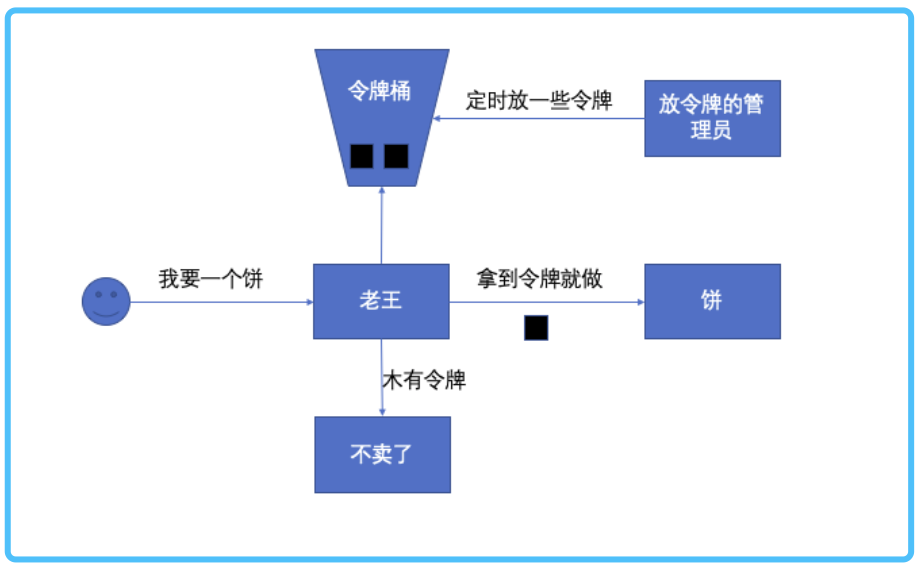 令牌桶
定时放一些令牌
放令牌的管
理员
我要一个饼
老王
拿到令牌就做
饼
木有令牌
不卖了